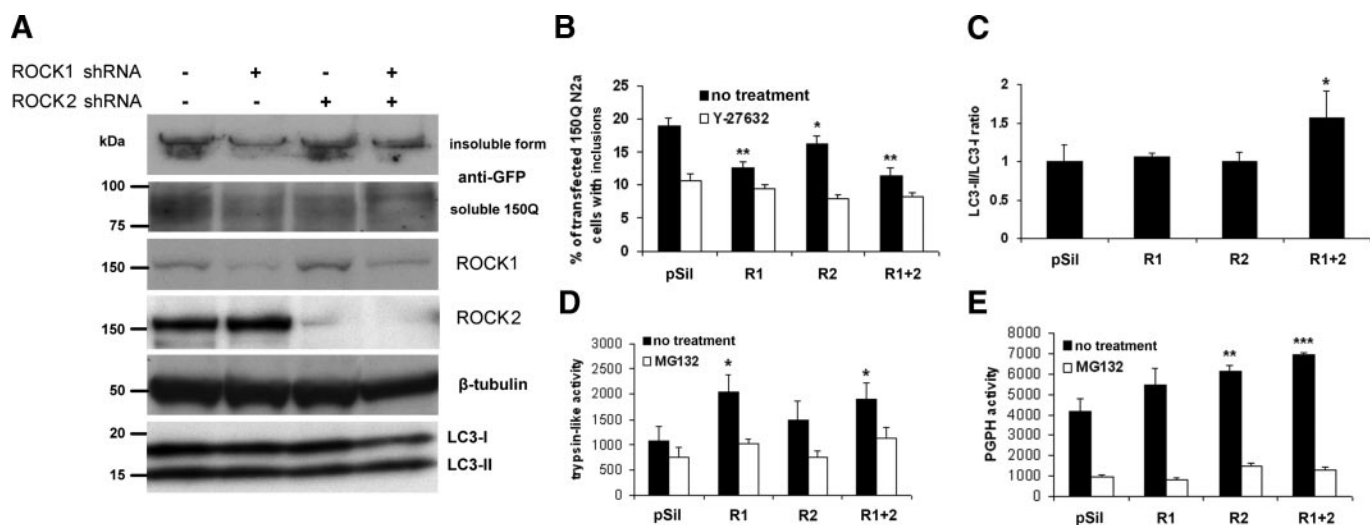 A
ROCK1 shRNA - + - +
ROCK2 shRNA - - + +
kDa
insoluble form
anti-GFP
100
soluble 150Q
75
150
ROCK1
150
ROCK2
50
β-tubulin
20
LC3-I
LC3-II
15
B
% of transfected 150Q N2a
cells with inclusions
25
20
15
10
5
0
no treatment
Y-27632
** * **
pSil R1 R2 R1+2
C
LC3-II/LC3-I ratio
2
1.5
1
0.5
0
*
pSil R1 R2 R1+2
D
trypsin-like activity
3000
2500
2000
1500
1000
500
0
no treatment
MG132
* *
pSil R1 R2 R1+2
E
PGPH activity
8000
7000
6000
5000
4000
3000
2000
1000
0
no treatment
MG132
** ***
pSil R1 R2 R1+2